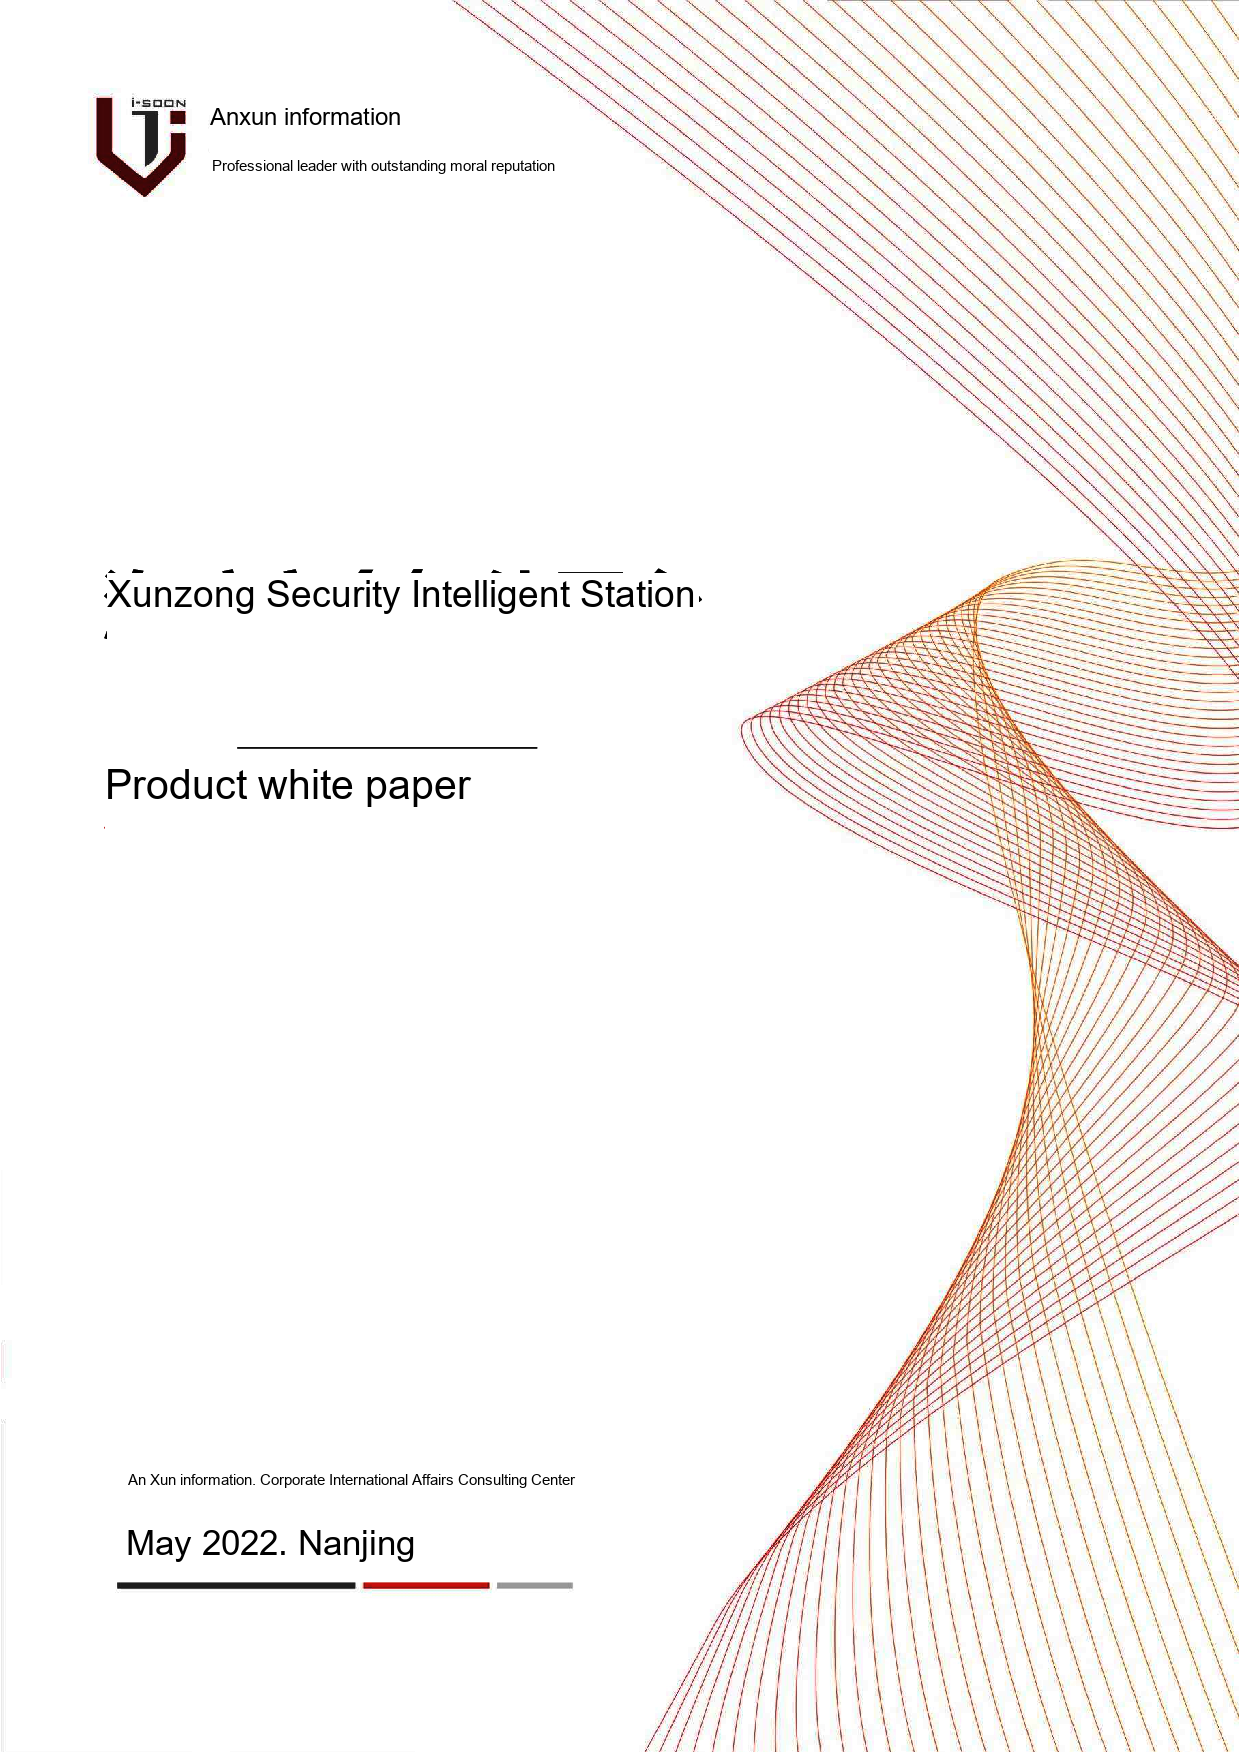 i-SOON
Anxun information
Professional leader with outstanding moral reputation
Xunzong Security Intelligent Station
Product white paper
An Xun information. Corporate International Affairs Consulting Center
May 2022. Nanjing